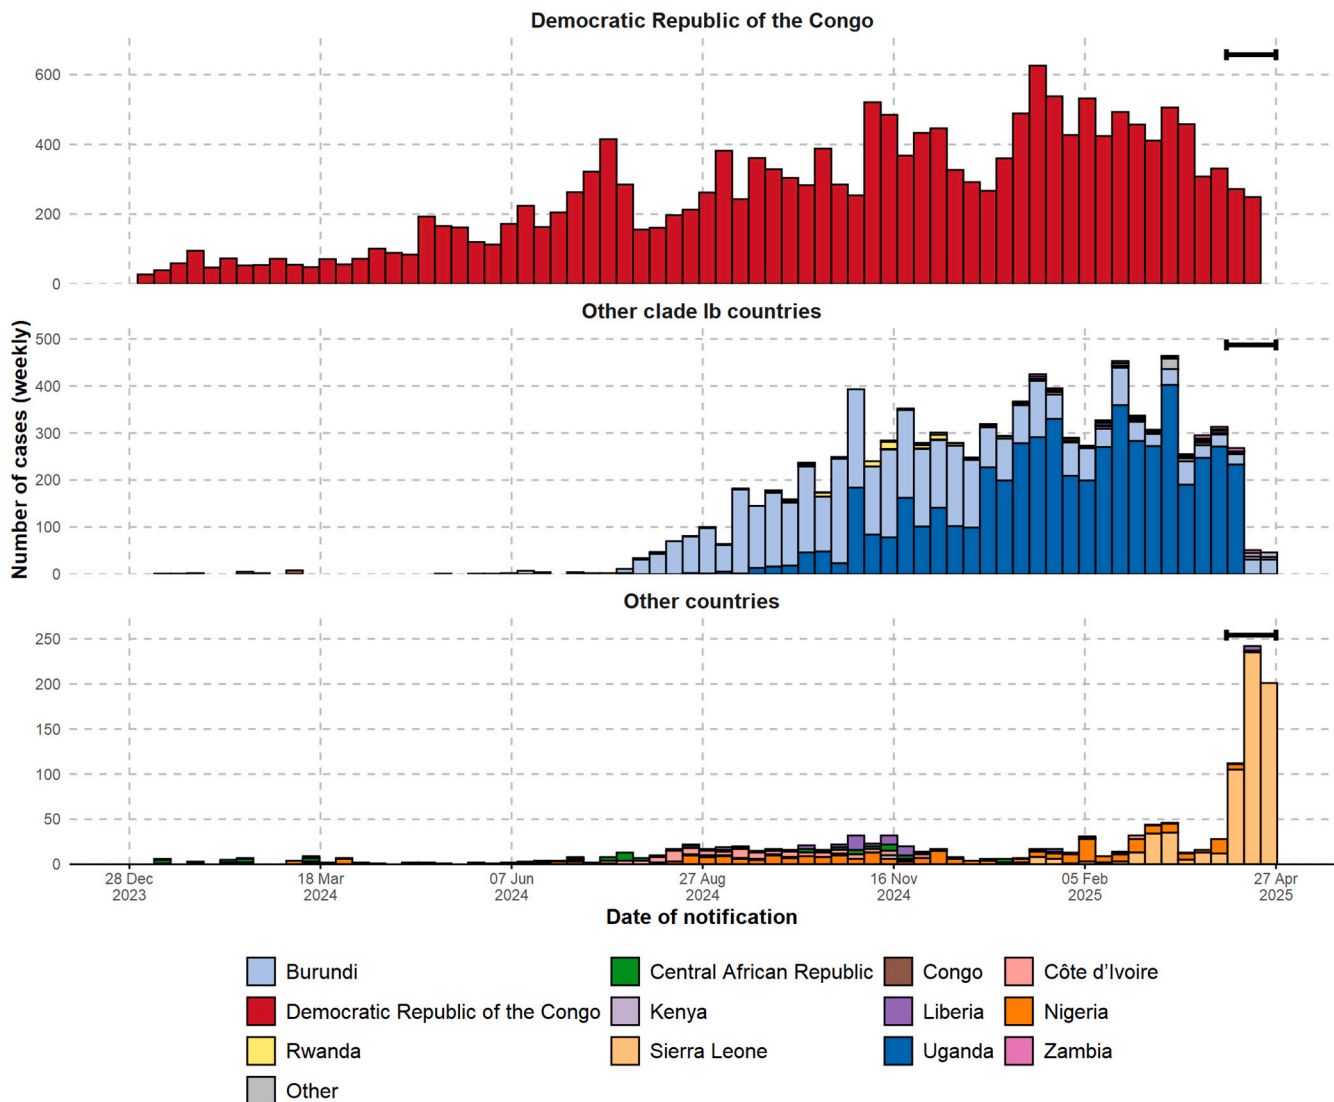 Democratic Republic of the Congo
600
400
200
0
Other clade Ib countries
Number of cases (weekly)
500
400
300
200
100
0
Other countries
250
200
150
100
50
0
28 Dec 18 Mar 07 Jun 27 Aug 16 Nov 05 Feb 27 Apr
2023 2024 2024 2024 2024 2025 2025
Date of notification
Burundi Central African Republic Congo Côte d’Ivoire
Democratic Republic of the Congo Kenya Liberia Nigeria
Rwanda Sierra Leone Uganda Zambia
Other